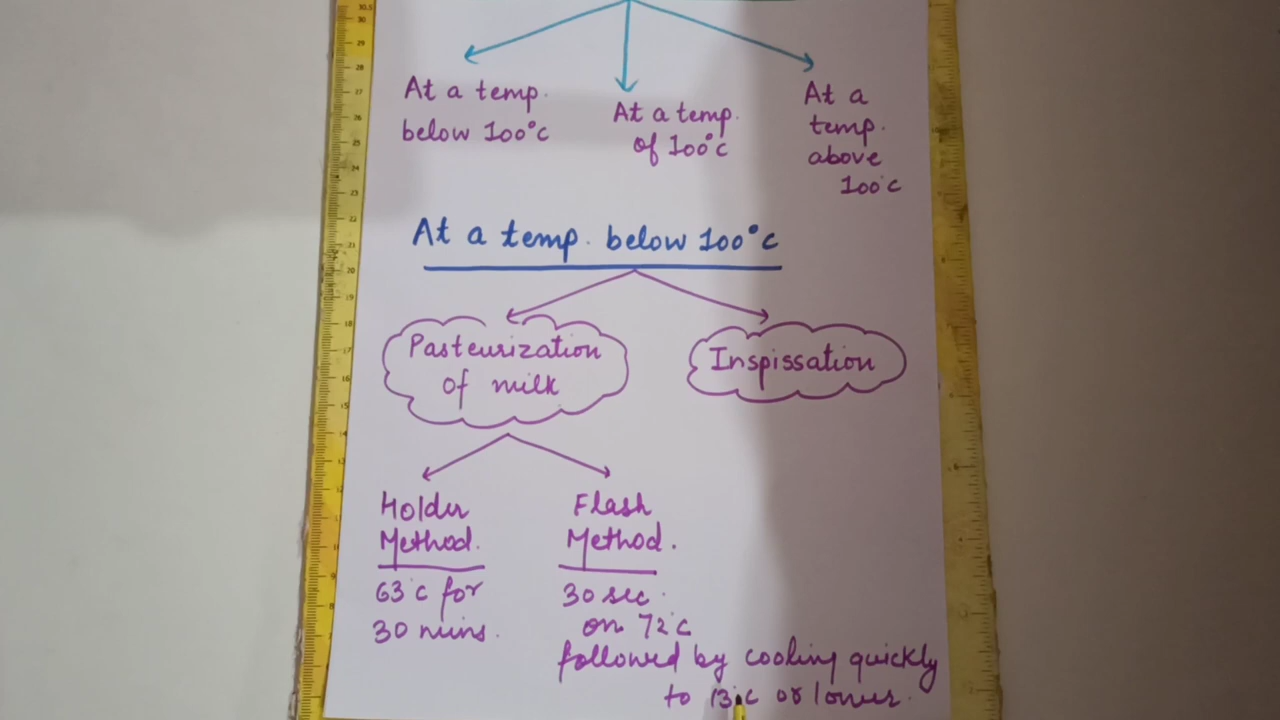 At a temp.
below 100°C
At a temp.
of 100°C
At a
temp.
above
100°C
At a temp. below 100°C
Pasteurization
of milk
Inspissation
Holder
Method.
63°C for
30 mins.
Flash
Method.
30 sec.
on 72°C
followed by cooling quickly
to 13°C or lower.